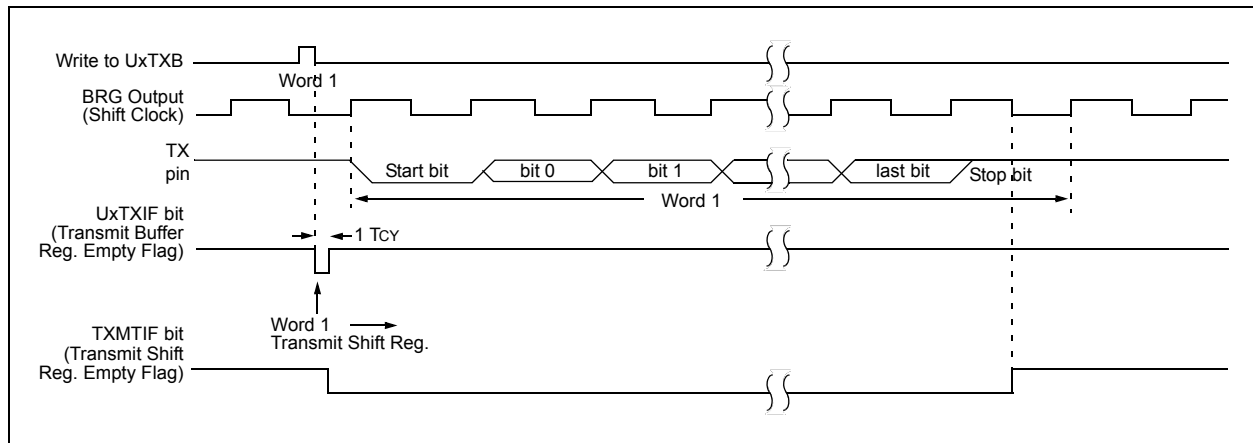 Write to UxTXB
Word 1
BRG Output
(Shift Clock)
TX
pin
Start bit
bit 0
bit 1
last bit
Stop bit
Word 1
UxTXIF bit
(Transmit Buffer
Reg. Empty Flag)
1 TCY
Word 1
Transmit Shift Reg.
TXMTIF bit
(Transmit Shift
Reg. Empty Flag)